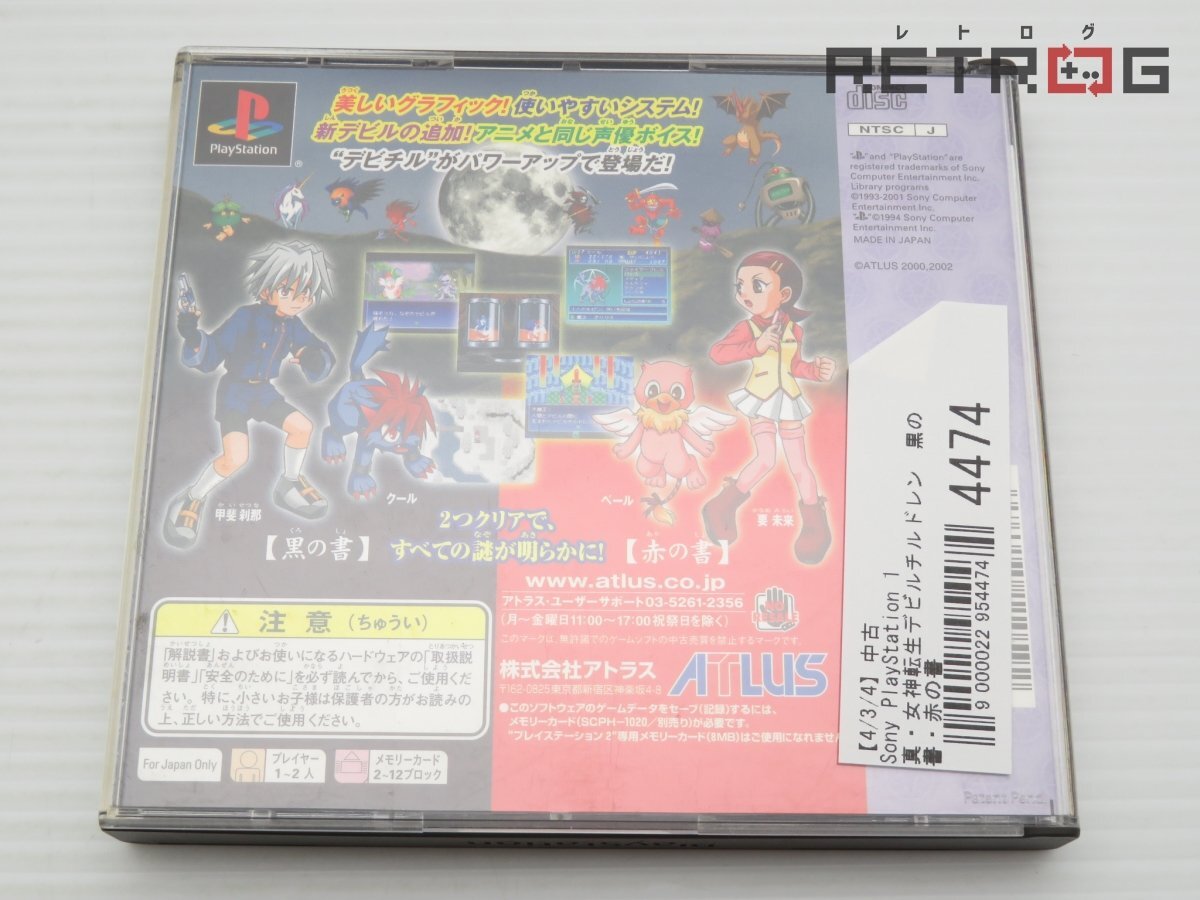 レトログ
RETROG
PlayStation
®
美しいグラフィック！使いやすいシステム！
新デビルの追加！アニメと同じ声優ボイス！
“デビチル”がパワーアップで登場だ！
disc
NTSC J
"and "PlayStation"are
registered trademarks of Sony
Computer Entertainment Inc.
Library programs
©1993-2001 Sony Computer
Entertainment Inc.
"©1994 Sony Computer
Entertainment Inc.
MADE IN JAPAN
©ATLUS 2000,2002
甲斐 刹那
クール
ベール
要 未来
【黒の書】
2つクリアで、
すべての謎が明らかに！
【赤の書】
www.atlus.co.jp
アトラス・ユーザーサポート03-5261-2356
（月〜金曜日11:00〜17:00祝祭日を除く）
このマークは、無許諾でのゲームソフトの中古売買を禁止するマークです。
株式会社アトラス
ATLUS
〒162-0825東京都新宿区神楽坂4-8
●このソフトウェアのゲームデータをセーブ（記録）するには、
メモリーカード（SCPH-1020／別売り）が必要です。
“プレイステーション 2”専用メモリーカード（8MB）はご使用になれません
注意（ちゅうい）
「解説書」およびお使いになるハードウェアの「取扱説
明書」「安全のために」を必ず読んでから、ご使用くだ
さい。特に、小さいお子様は保護者の方がお読みの
上、正しい方法でご使用ください。
For Japan Only
プレイヤー
1〜2人
メモリーカード
2〜12ブロック
【4/3/4】中古
Sony PlayStation 1
真・女神転生デビルチルドレン 黒の
書・赤の書
4474
9 000022 954474